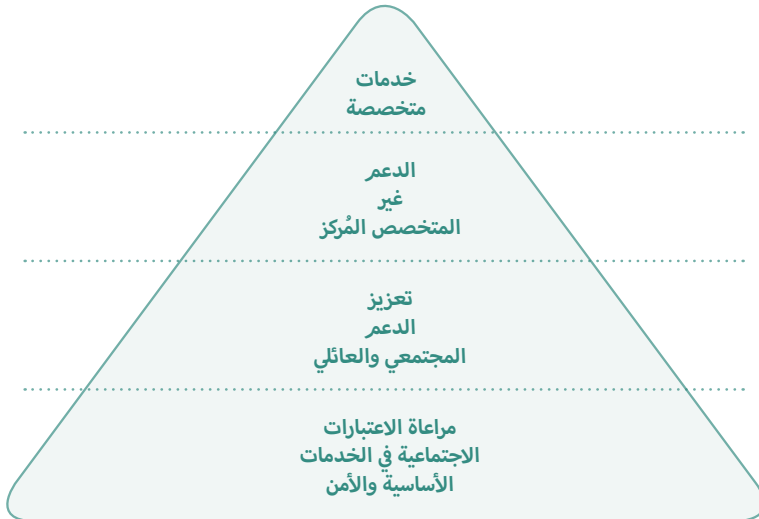 خدمات
متخصصة
الدعم
غير
المتخصص المُركز
تعزيز
الدعم
المجتمعي والعائلي
مراعاة الاعتبارات
الاجتماعية في الخدمات
الأساسية والأمن